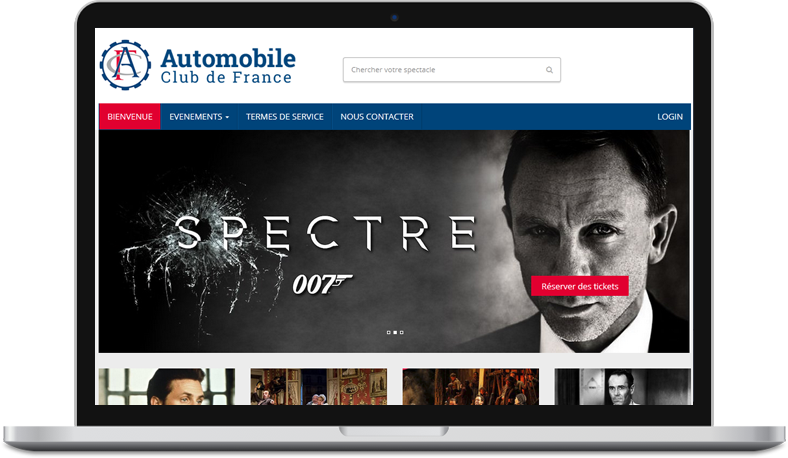 Automobile
Club de France
Chercher votre spectacle
BIENVENUE EVENEMENTS TERMES DE SERVICE NOUS CONTACTER LOGIN
SPECTRE
007
Réserver des tickets